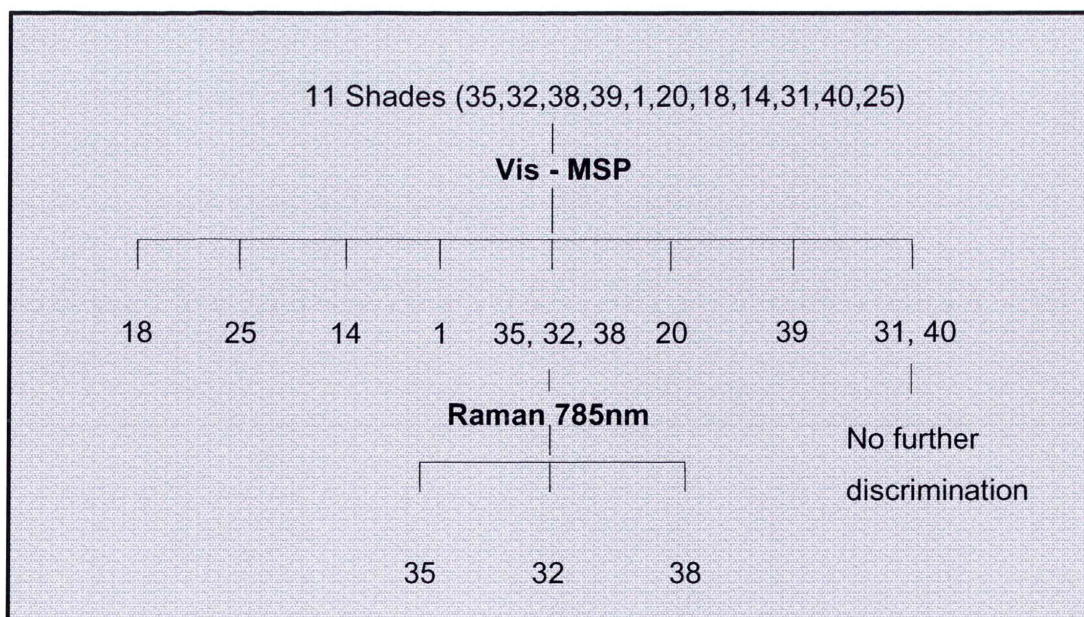 11 Shades (35,32,38,39,1,20,18,14,31,40,25)
Vis - MSP
18 25 14 1 35, 32, 38 20 39 31, 40
Raman 785nm
No further
discrimination
35 32 38